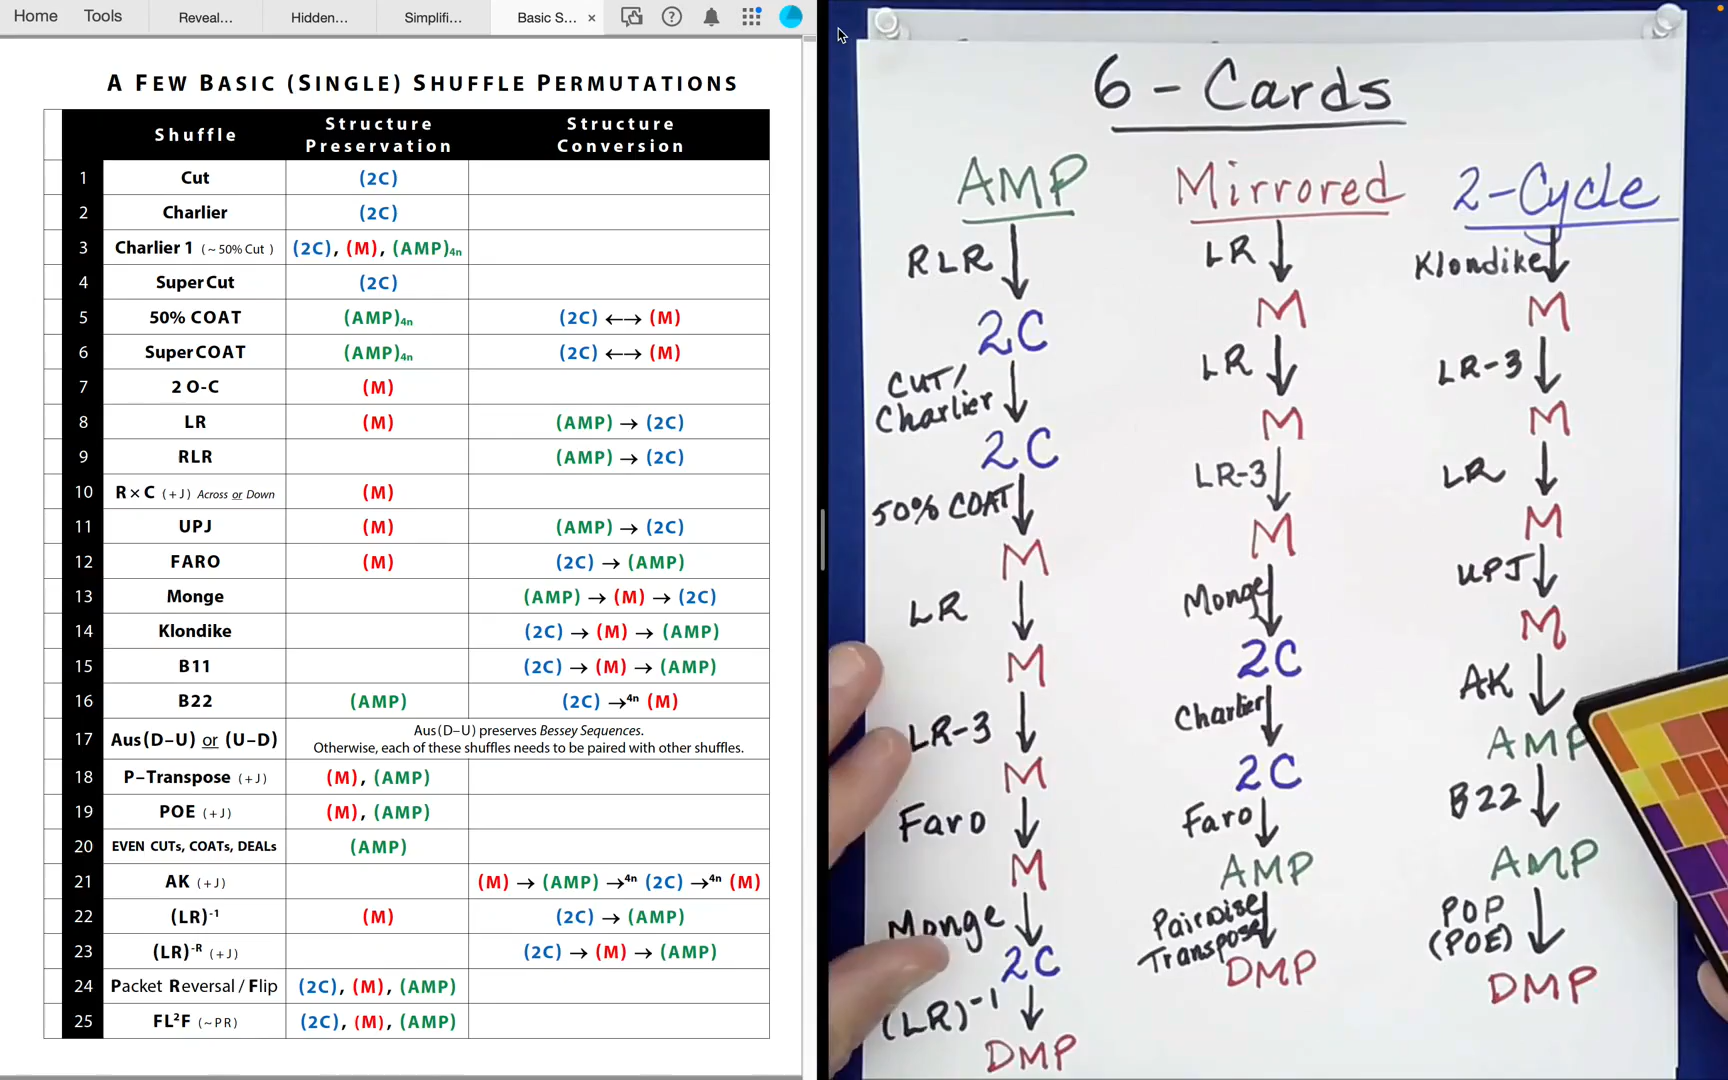 Home Tools Reveal... Hidden... Simplifi... Basic S... ×
A FEW BASIC (SINGLE) SHUFFLE PERMUTATIONS
Shuffle Structure Preservation Structure Conversion
1 Cut (2C)
2 Charlier (2C)
3 Charlier 1 (~50% Cut) (2C), (M), (AMP)4n
4 SuperCut (2C)
5 50% COAT (AMP)4n (2C) ←→ (M)
6 SuperCOAT (AMP)4n (2C) ←→ (M)
7 2 O-C (M)
8 LR (M) (AMP) → (2C)
9 RLR (AMP) → (2C)
10 R×C (+J) Across or Down (M)
11 UPJ (M) (AMP) → (2C)
12 FARO (M) (2C) → (AMP)
13 Monge (AMP) → (M) → (2C)
14 Klondike (2C) → (M) → (AMP)
15 B11 (2C) → (M) → (AMP)
16 B22 (AMP) (2C) →4n (M)
17 Aus(D–U) or (U–D) Aus(D–U) preserves Bessey Sequences.
Otherwise, each of these shuffles needs to be paired with other shuffles.
18 P–Transpose (+J) (M), (AMP)
19 POE (+J) (M), (AMP)
20 EVEN CUTs, COATs, DEALs (AMP)
21 AK (+J) (M) → (AMP) →4n (2C) →4n (M)
22 (LR)-1 (M) (2C) → (AMP)
23 (LR)-R (+J) (2C) → (M) → (AMP)
24 Packet Reversal / Flip (2C), (M), (AMP)
25 FL²F (~PR) (2C), (M), (AMP)
6 - Cards
AMP
RLR ↓
2C
CUT/
Charlier ↓
2C
50% COAT ↓
M
LR ↓
M
LR-3 ↓
M
Faro ↓
M
Monge ↓
2C
(LR)-1 ↓
DMP
Mirrored
LR ↓
M
LR ↓
M
LR-3 ↓
M
Monge ↓
2C
Charlier ↓
2C
Faro ↓
AMP
Pairwise
Transpose ↓
DMP
2-Cycle
Klondike ↓
M
LR-3 ↓
M
LR ↓
M
UPJ ↓
M
AK ↓
AMP
B22 ↓
AMP
POP
(POE) ↓
DMP